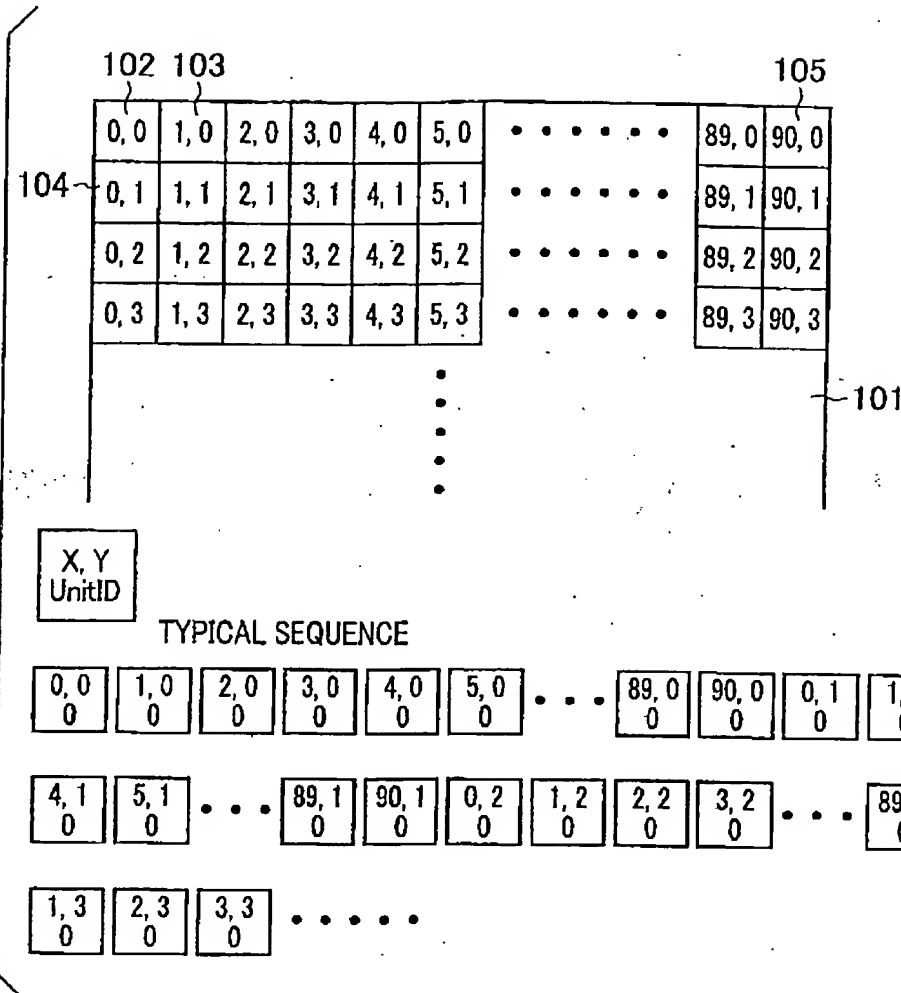 102 103 105
0, 0 1, 0 2, 0 3, 0 4, 0 5, 0 • • • • • • 89, 0 90, 0
104 0, 1 1, 1 2, 1 3, 1 4, 1 5, 1 • • • • • • 89, 1 90, 1
0, 2 1, 2 2, 2 3, 2 4, 2 5, 2 • • • • • • 89, 2 90, 2
0, 3 1, 3 2, 3 3, 3 4, 3 5, 3 • • • • • • 89, 3 90, 3
101
X, Y
UnitID
TYPICAL SEQUENCE
0, 0 1, 0 2, 0 3, 0 4, 0 5, 0 • • • 89, 0 90, 0 0, 1 1,
0 0 0 0 0 0 0 0 0
4, 1 5, 1 • • • 89, 1 90, 1 0, 2 1, 2 2, 2 3, 2 • • • 89
0 0 0 0 0 0 0 0
1, 3 2, 3 3, 3 • • • • •
0 0 0